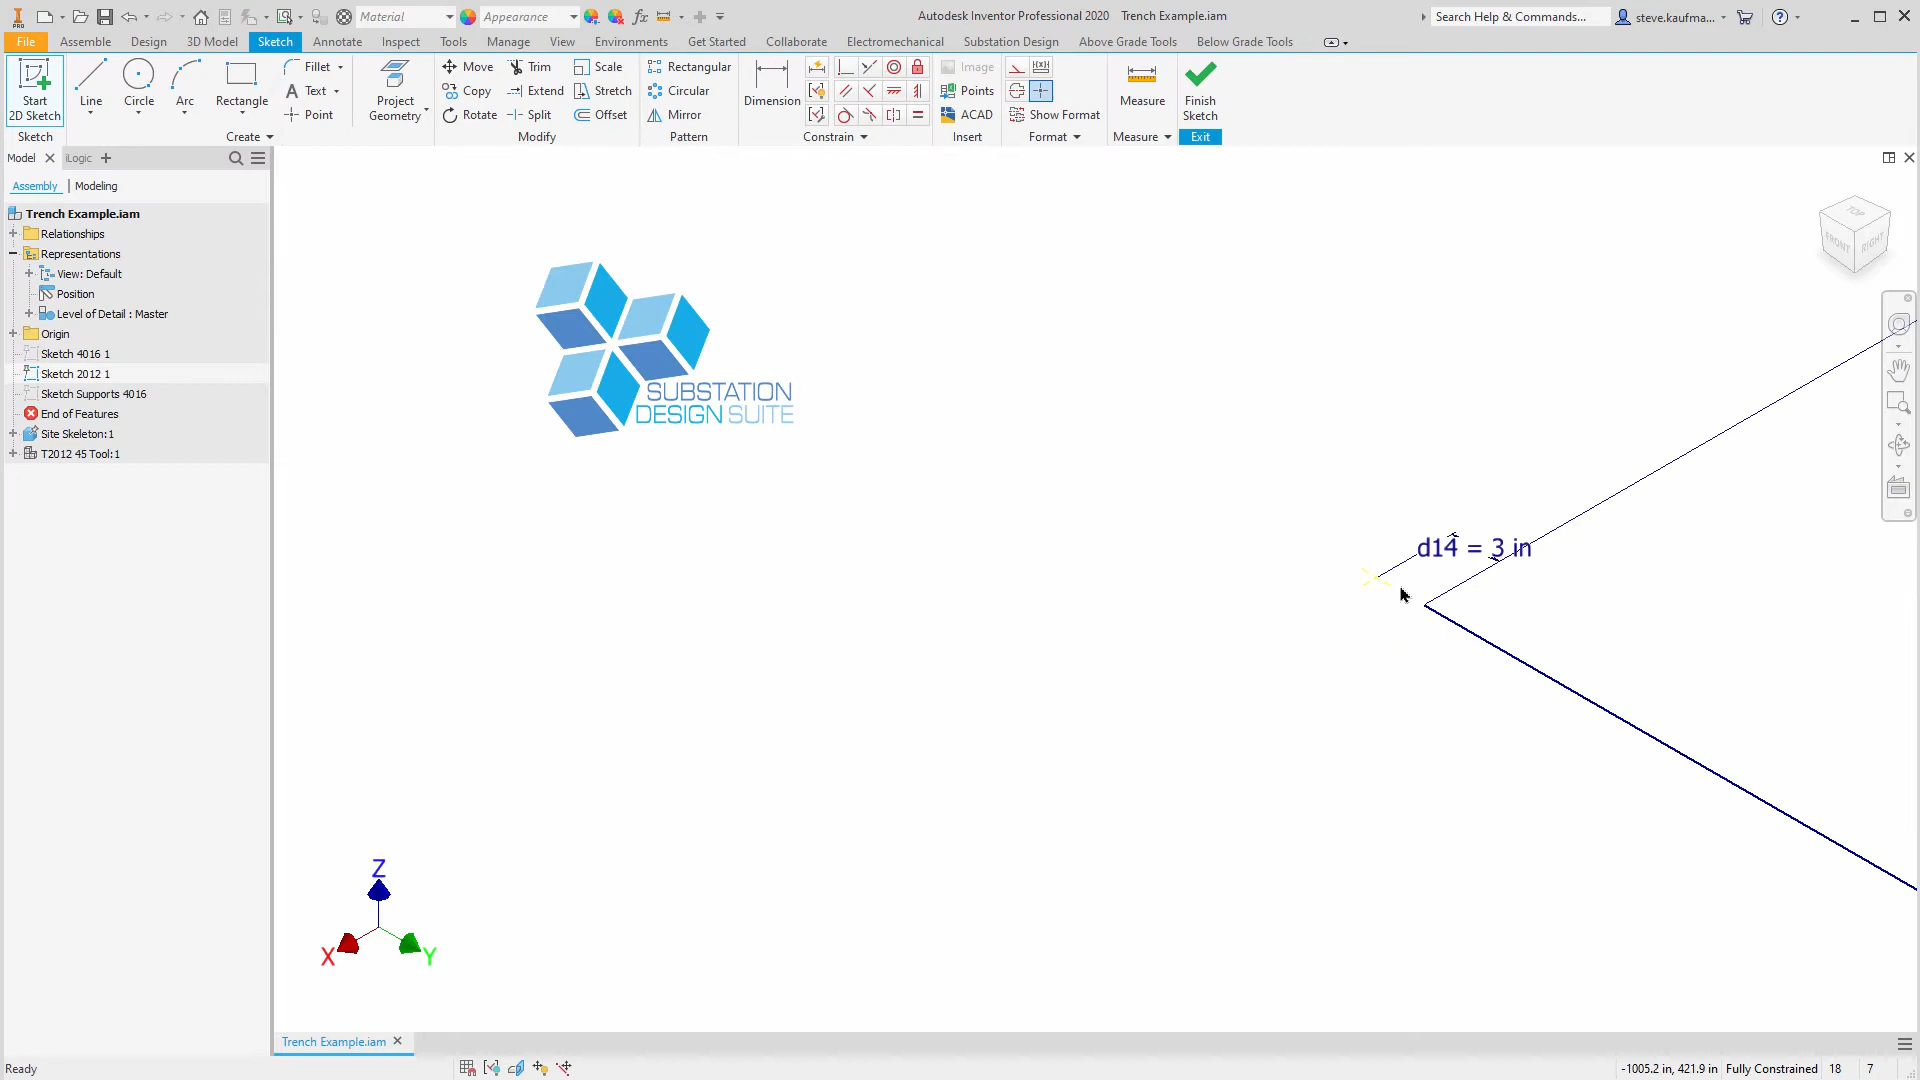 PRO
Material
Appearance
fx
Autodesk Inventor Professional 2020 Trench Example.iam
Search Help & Commands...
steve.kaufma...
File Assemble Design 3D Model Sketch Annotate Inspect Tools Manage View Environments Get Started Collaborate Electromechanical Substation Design Above Grade Tools Below Grade Tools
Start
2D Sketch
Line
Circle
Arc
Rectangle
Fillet
Text
Point
Project
Geometry
Move
Copy
Rotate
Trim
Extend
Split
Scale
Stretch
Offset
Rectangular
Circular
Mirror
Dimension
Image
Points
ACAD
Show Format
Measure
Finish
Sketch
Sketch Create Modify Pattern Constrain Insert Format Measure Exit
Model iLogic
Assembly Modeling
Trench Example.iam
Relationships
Representations
View: Default
Position
Level of Detail : Master
Origin
Sketch 4016 1
Sketch 2012 1
Sketch Supports 4016
End of Features
Site Skeleton:1
T2012 45 Tool:1
SUBSTATION
DESIGN SUITE
TOP
FRONT
RIGHT
d14 = 3 in
Z
X
Y
Trench Example.iam
Ready
-1005.2 in, 421.9 in Fully Constrained 18 7